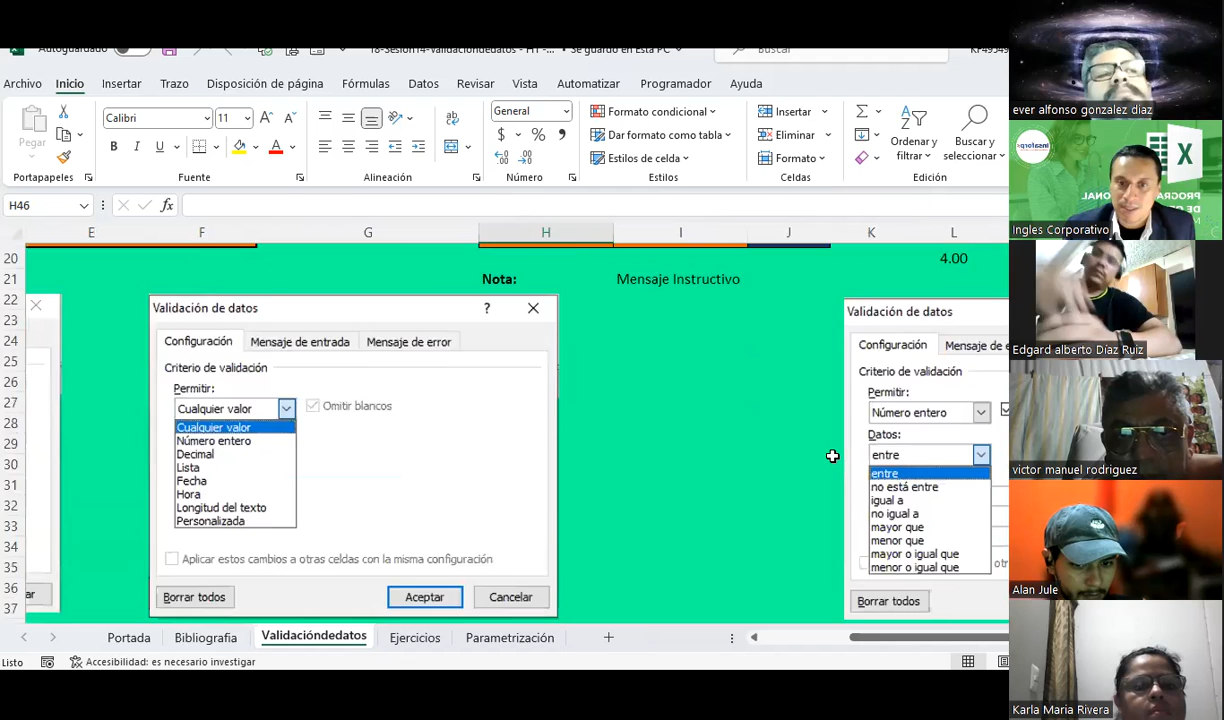 Autoguardado
18-Sesion14-Validacióndedatos - HT - Se guardó en Esta PC
Buscar
Archivo Inicio Insertar Trazo Disposición de página Fórmulas Datos Revisar Vista Automatizar Programador Ayuda
Pegar
Calibri 11
N K S
General
$ %
Formato condicional
Dar formato como tabla
Estilos de celda
Insertar
Eliminar
Formato
Ordenar y filtrar
Buscar y seleccionar
Portapapeles Fuente Alineación Número Estilos Celdas Edición
H46 fx
E F G H I J K L
20 4.00
21 Nota: Mensaje Instructivo
22
23
24
25
26
27
28
29
30
31
32
33
34
35
36
37
Validación de datos ?
Configuración Mensaje de entrada Mensaje de error
Criterio de validación
Permitir:
Cualquier valor Omitir blancos
Cualquier valor
Número entero
Decimal
Lista
Fecha
Hora
Longitud del texto
Personalizada
Aplicar estos cambios a otras celdas con la misma configuración
Borrar todos Aceptar Cancelar
Validación de datos
Configuración Mensaje de e
Criterio de validación
Permitir:
Número entero
Datos:
entre
entre
no está entre
igual a
no igual a
mayor que
menor que
mayor o igual que
menor o igual que
Borrar todos
Portada Bibliografia Validacióndedatos Ejercicios Parametrización
Listo Accesibilidad: es necesario investigar
ever alfonso gonzalez diaz
Insaforp
X
Ingles Corporativo
Edgard alberto Díaz Ruiz
victor manuel rodriguez
Alan Jule
Karla Maria Rivera